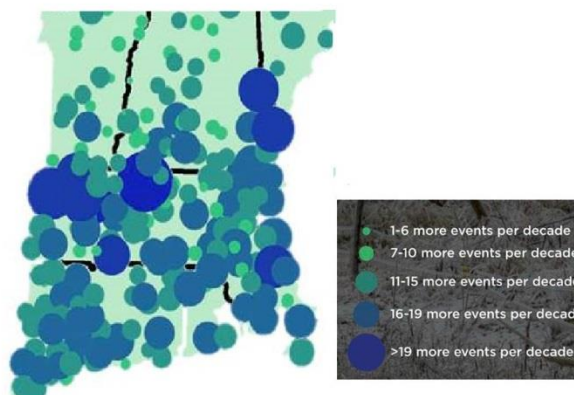 1-6 more events per decade
7-10 more events per decade
11-15 more events per decade
16-19 more events per decade
>19 more events per decade